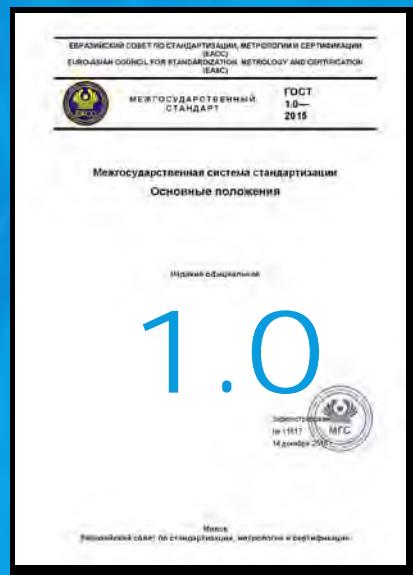 ЕВРАЗИЙСКИЙ СОВЕТ ПО СТАНДАРТИЗАЦИИ, МЕТРОЛОГИИ И СЕРТИФИКАЦИИ
(ЕАСС)
EURO-ASIAN COUNCIL FOR STANDARDIZATION, METROLOGY AND CERTIFICATION
(EASC)
МЕЖГОСУДАРСТВЕННЫЙ
СТАНДАРТ
ГОСТ
1.0—
2015
Межгосударственная система стандартизации
Основные положения
Издание официальное
1.0
МГС
14 декабря
Минск
Евразийский совет по стандартизации, метрологии и сертификации